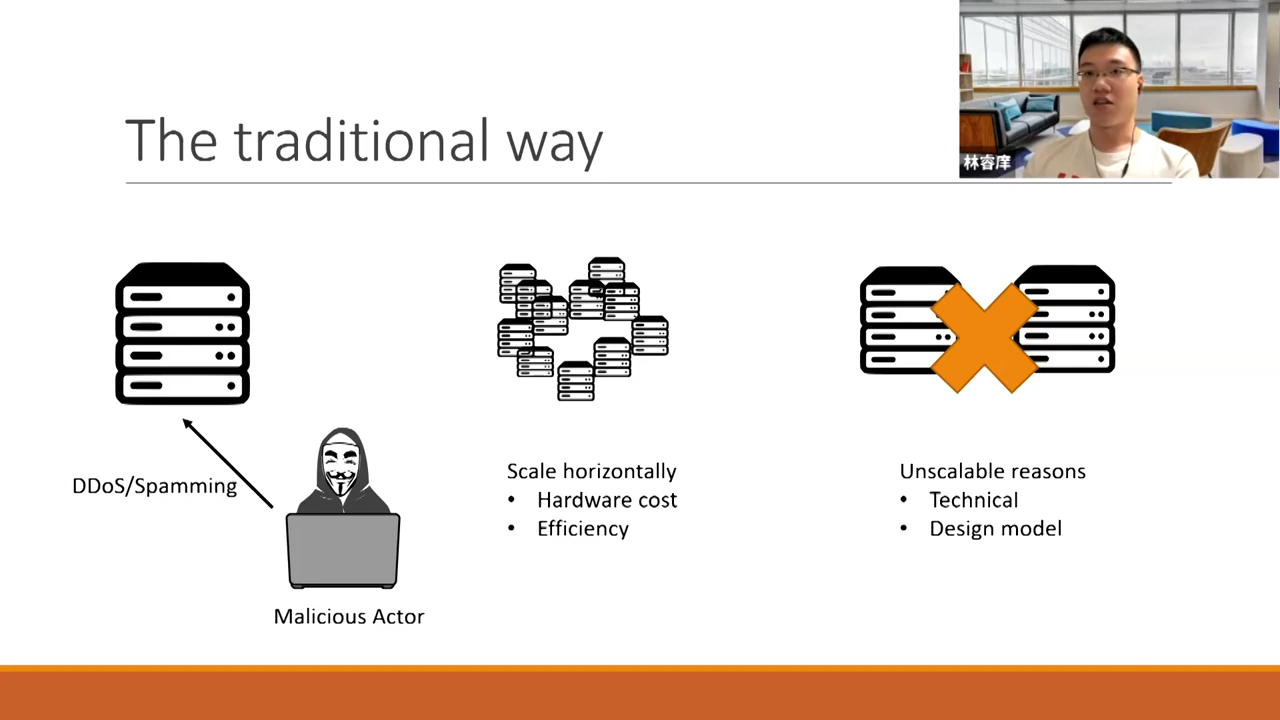 The traditional way
林睿庠
DDoS/Spamming
Malicious Actor
Scale horizontally
• Hardware cost
• Efficiency
Unscalable reasons
• Technical
• Design model